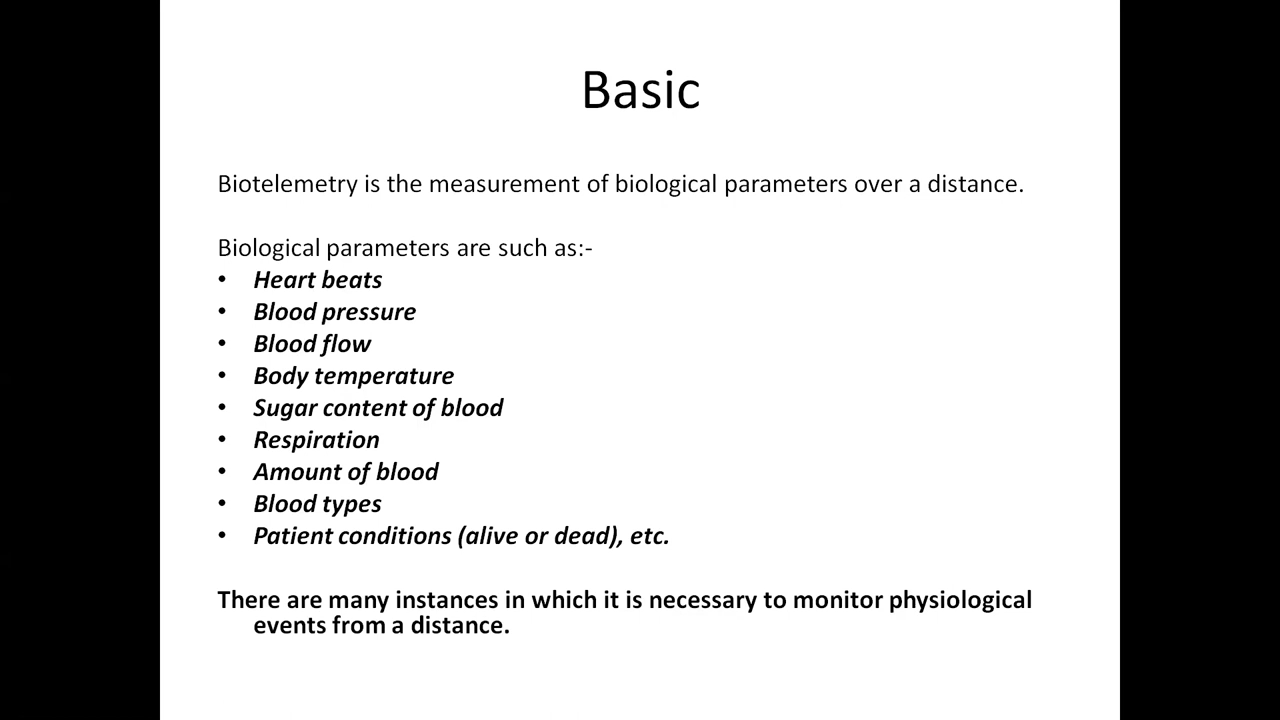 Basic
Biotelemetry is the measurement of biological parameters over a distance.
Biological parameters are such as:-
• Heart beats
• Blood pressure
• Blood flow
• Body temperature
• Sugar content of blood
• Respiration
• Amount of blood
• Blood types
• Patient conditions (alive or dead), etc.
There are many instances in which it is necessary to monitor physiological
events from a distance.